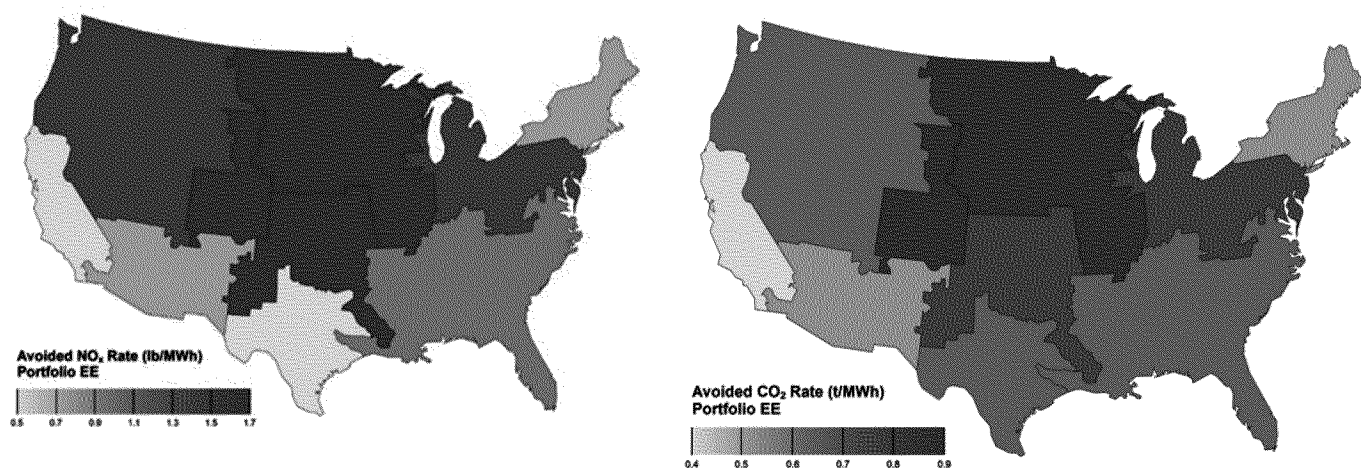 Avoided NOₓ Rate (lb/MWh)
Portfolio EE
0.5 0.7 0.9 1.1 1.3 1.5 1.7
Avoided CO₂ Rate (t/MWh)
Portfolio EE
0.4 0.5 0.6 0.7 0.8 0.9